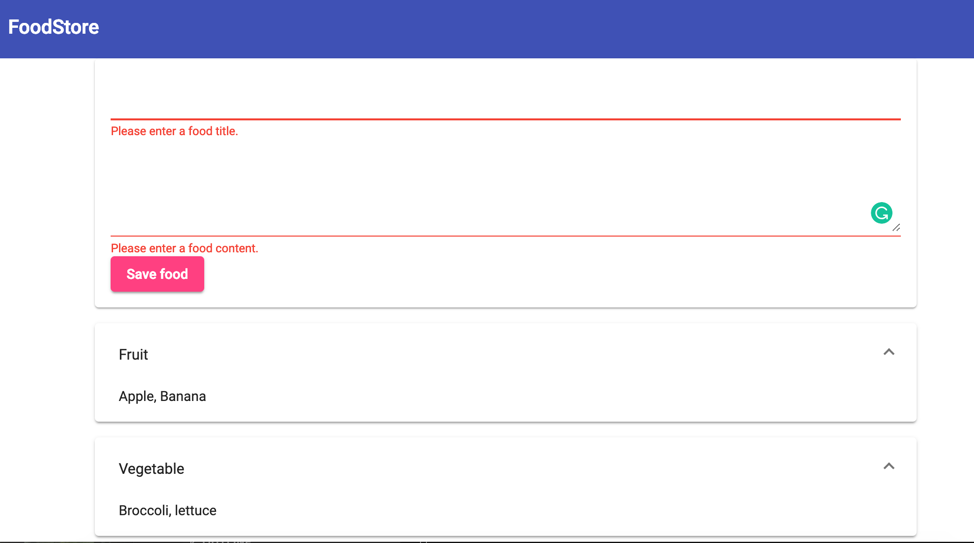 FoodStore
Please enter a food title.
Please enter a food content.
Save food
Fruit
Apple, Banana
Vegetable
Broccoli, lettuce